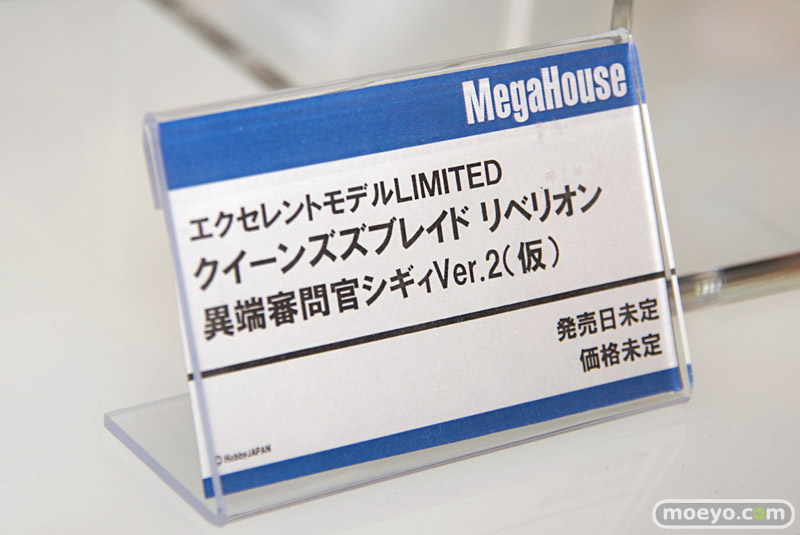 MegaHouse
エクセレントモデルLIMITED
クイーンズズブレイド リベリオン
異端審問官シギィVer.2(仮)
発売日未定
価格未定
© HobbyJAPAN
moeyo.com